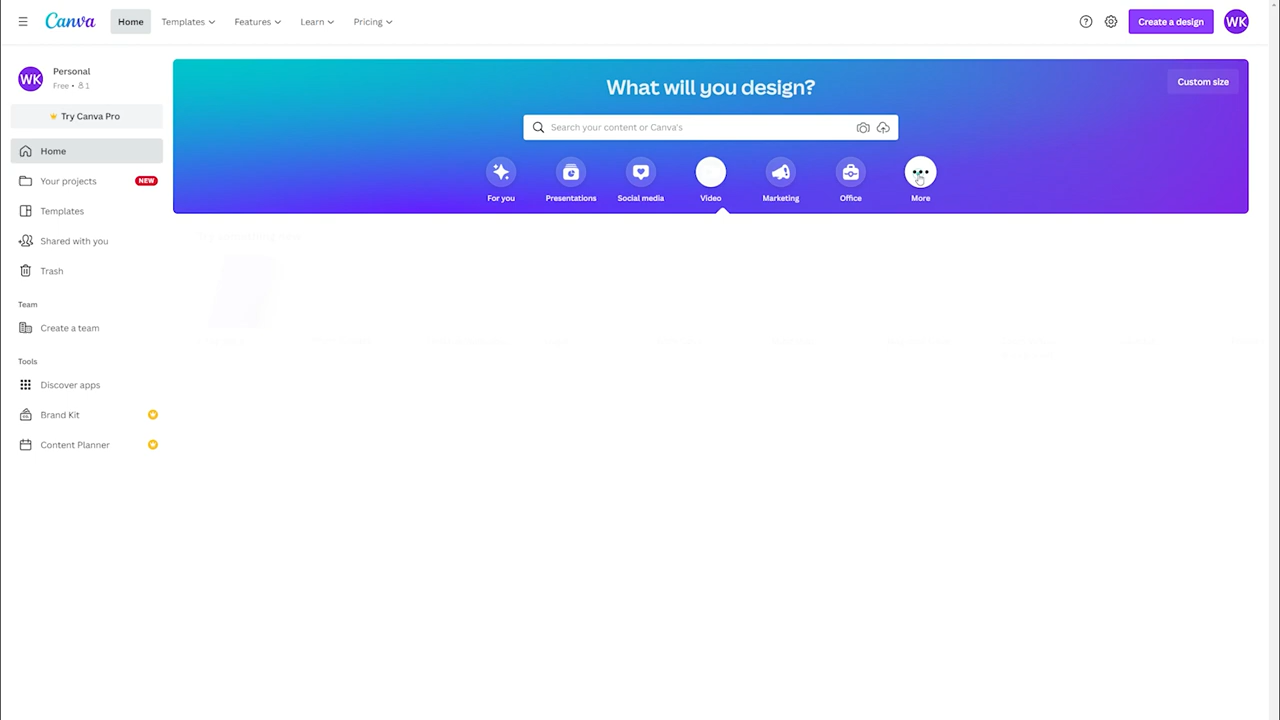 Canva
Home
Templates
Features
Learn
Pricing
Create a design
WK
WK
Personal
Free • 1
Try Canva Pro
Home
Your projects
NEW
Templates
Shared with you
Trash
Team
Create a team
Tools
Discover apps
Brand Kit
Content Planner
What will you design?
Custom size
Search your content or Canva's
For you
Presentations
Social media
Video
Marketing
Office
More